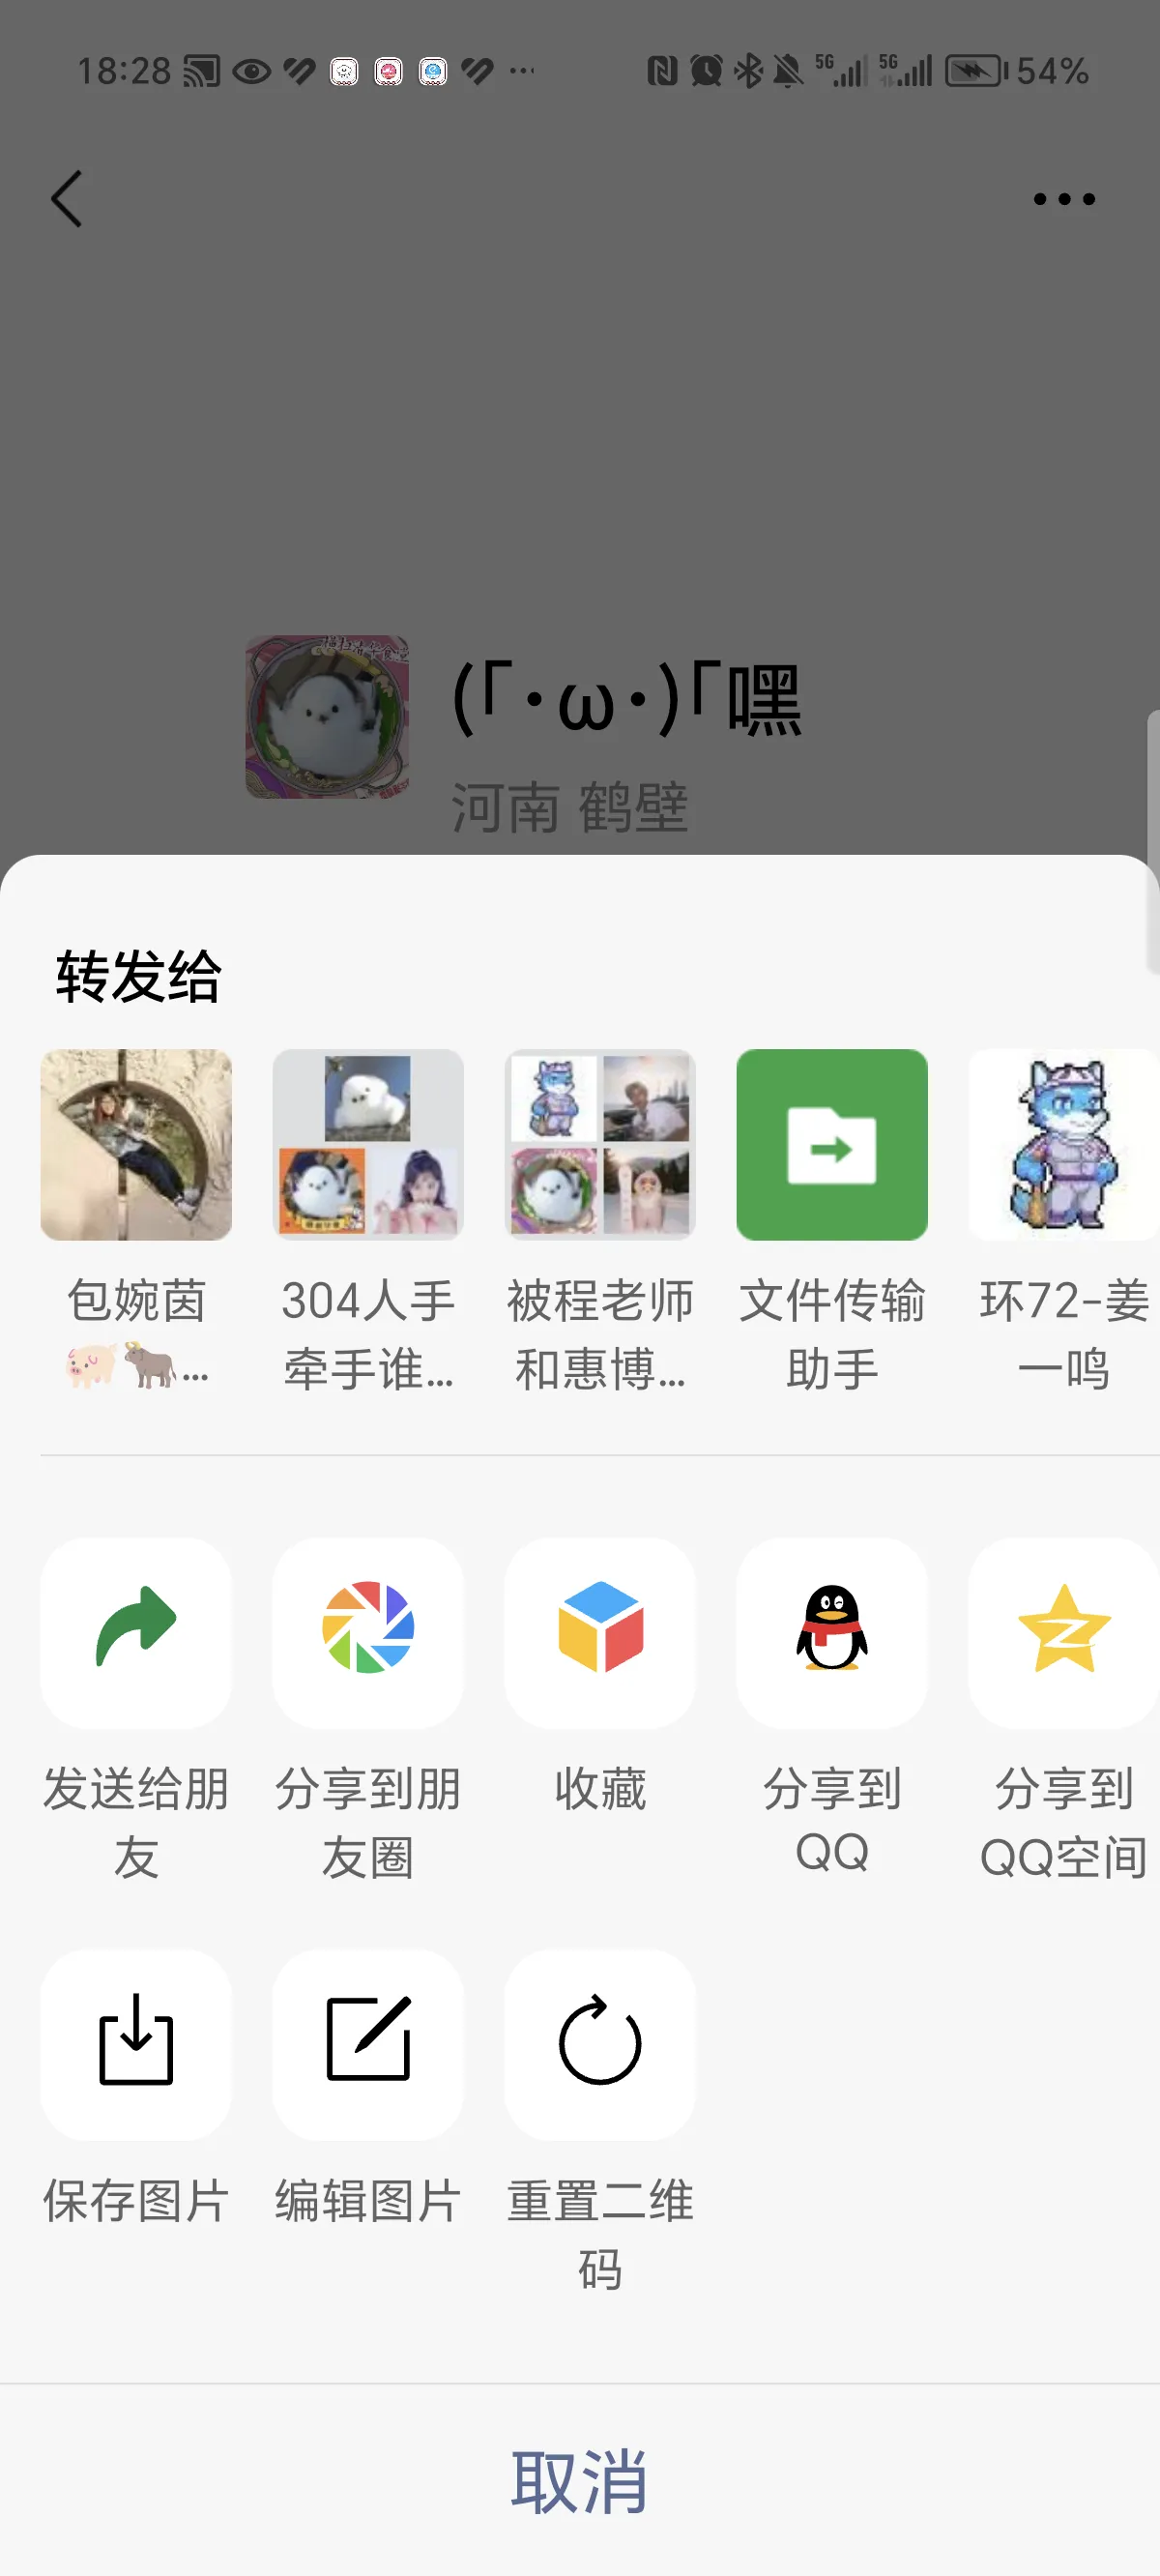 18:28
5G
5G
54%
(「·ω·)「嘿
河南 鹤壁
转发给
包婉茵
...
304人手
牵手谁...
被程老师
和惠博...
文件传输
助手
环72-姜
一鸣
发送给朋
友
分享到朋
友圈
收藏
分享到
QQ
分享到
QQ空间
保存图片
编辑图片
重置二维
码
取消